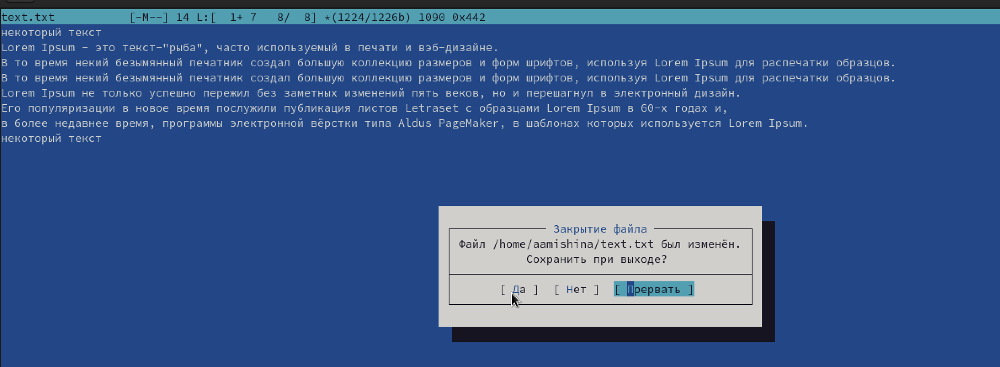 text.txt [-M--] 14 L:[ 1+ 7 8/ 8] *(1224/1226b) 1090 0x442
некоторый текст
Lorem Ipsum - это текст-"рыба", часто используемый в печати и вэб-дизайне.
В то время некий безымянный печатник создал большую коллекцию размеров и форм шрифтов, используя Lorem Ipsum для распечатки образцов.
В то время некий безымянный печатник создал большую коллекцию размеров и форм шрифтов, используя Lorem Ipsum для распечатки образцов.
Lorem Ipsum не только успешно пережил без заметных изменений пять веков, но и перешагнул в электронный дизайн.
Его популяризации в новое время послужили публикация листов Letraset с образцами Lorem Ipsum в 60-х годах и,
в более недавнее время, программы электронной вёрстки типа Aldus PageMaker, в шаблонах которых используется Lorem Ipsum.
некоторый текст
Закрытие файла
Файл /home/aamishina/text.txt был изменён.
Сохранить при выходе?
[ Да ] [ Нет ] [ Прервать ]